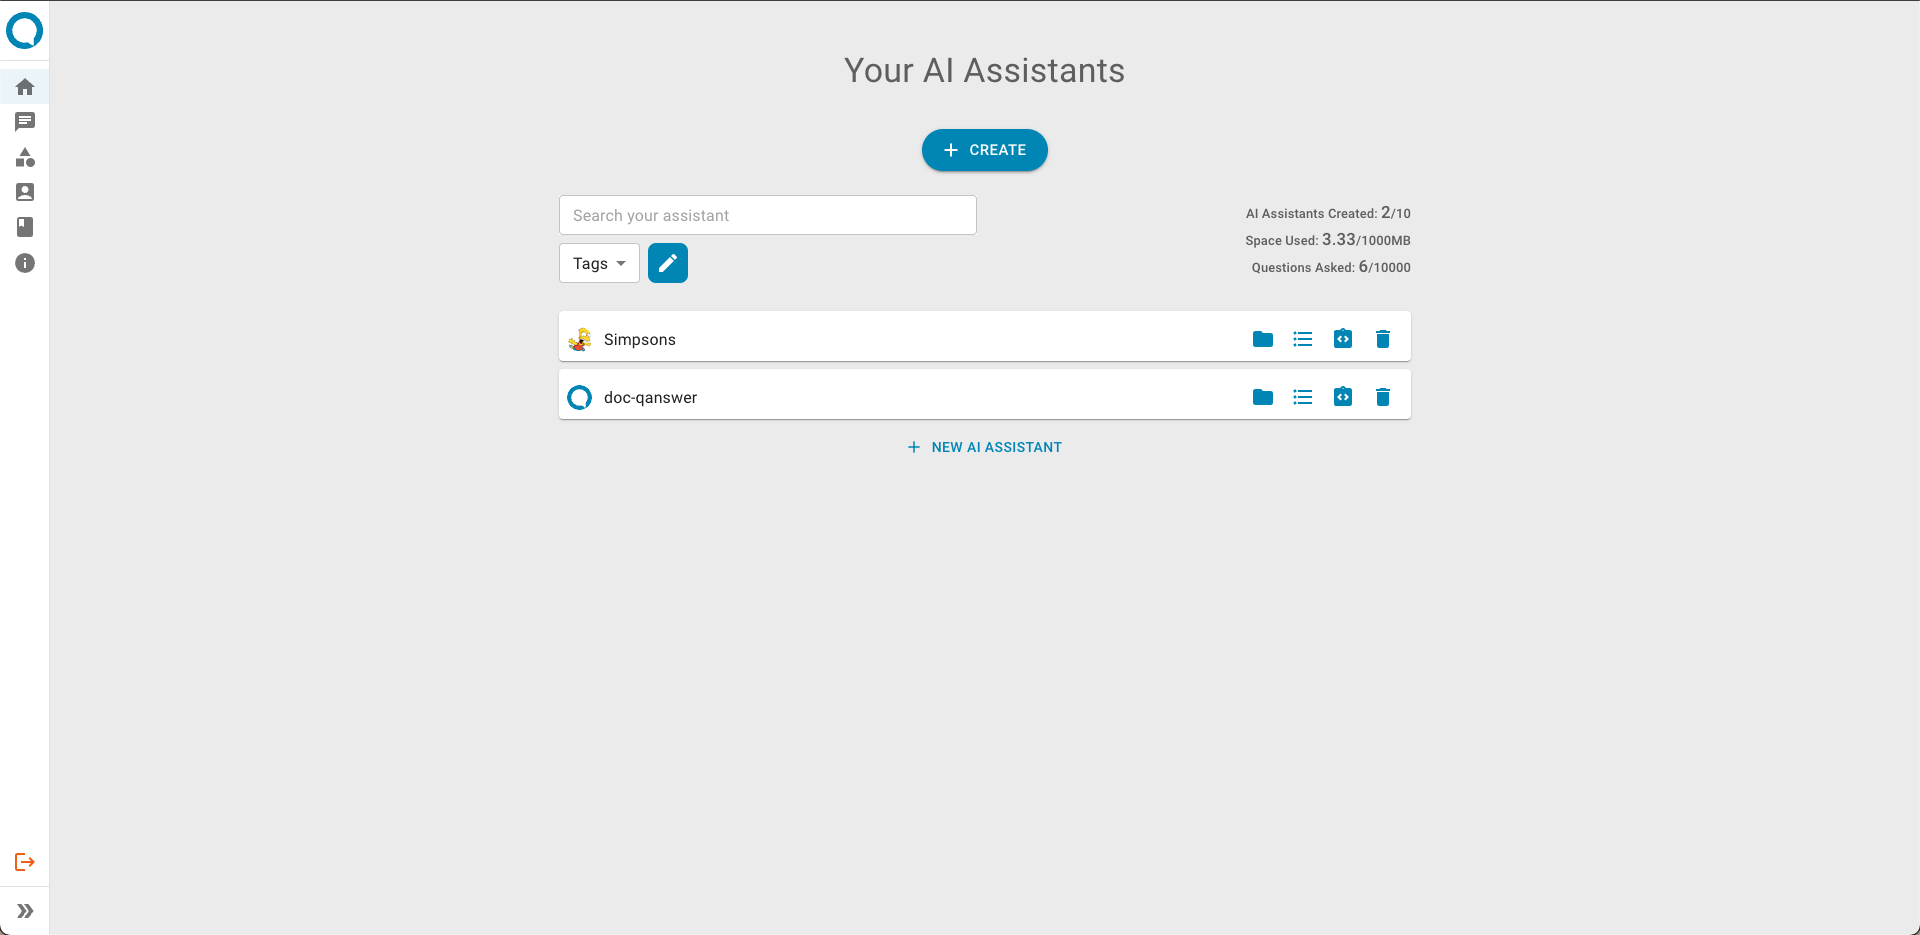 Your AI Assistants
CREATE
Search your assistant
Tags
AI Assistants Created: 2/10
Space Used: 3.33/1000MB
Questions Asked: 6/10000
Simpsons
doc-qanswer
NEW AI ASSISTANT